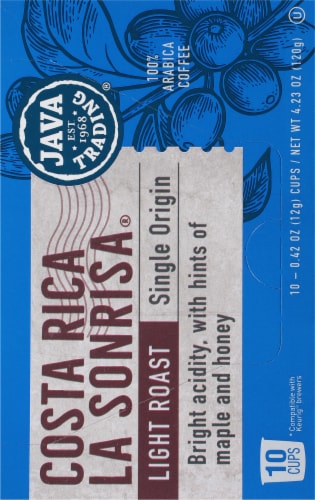 JAVA
EST.
1968
TRADING®
100%
ARABICA
COFFEE
COSTA RICA
LA SONRISA®
LIGHT ROAST
Single Origin
Bright acidity, with hints of
maple and honey
10 – 0.42 OZ (12g) CUPS / NET WT 4.23 OZ (120g)
U
10
CUPS
*Compatible with
Keurig® brewers